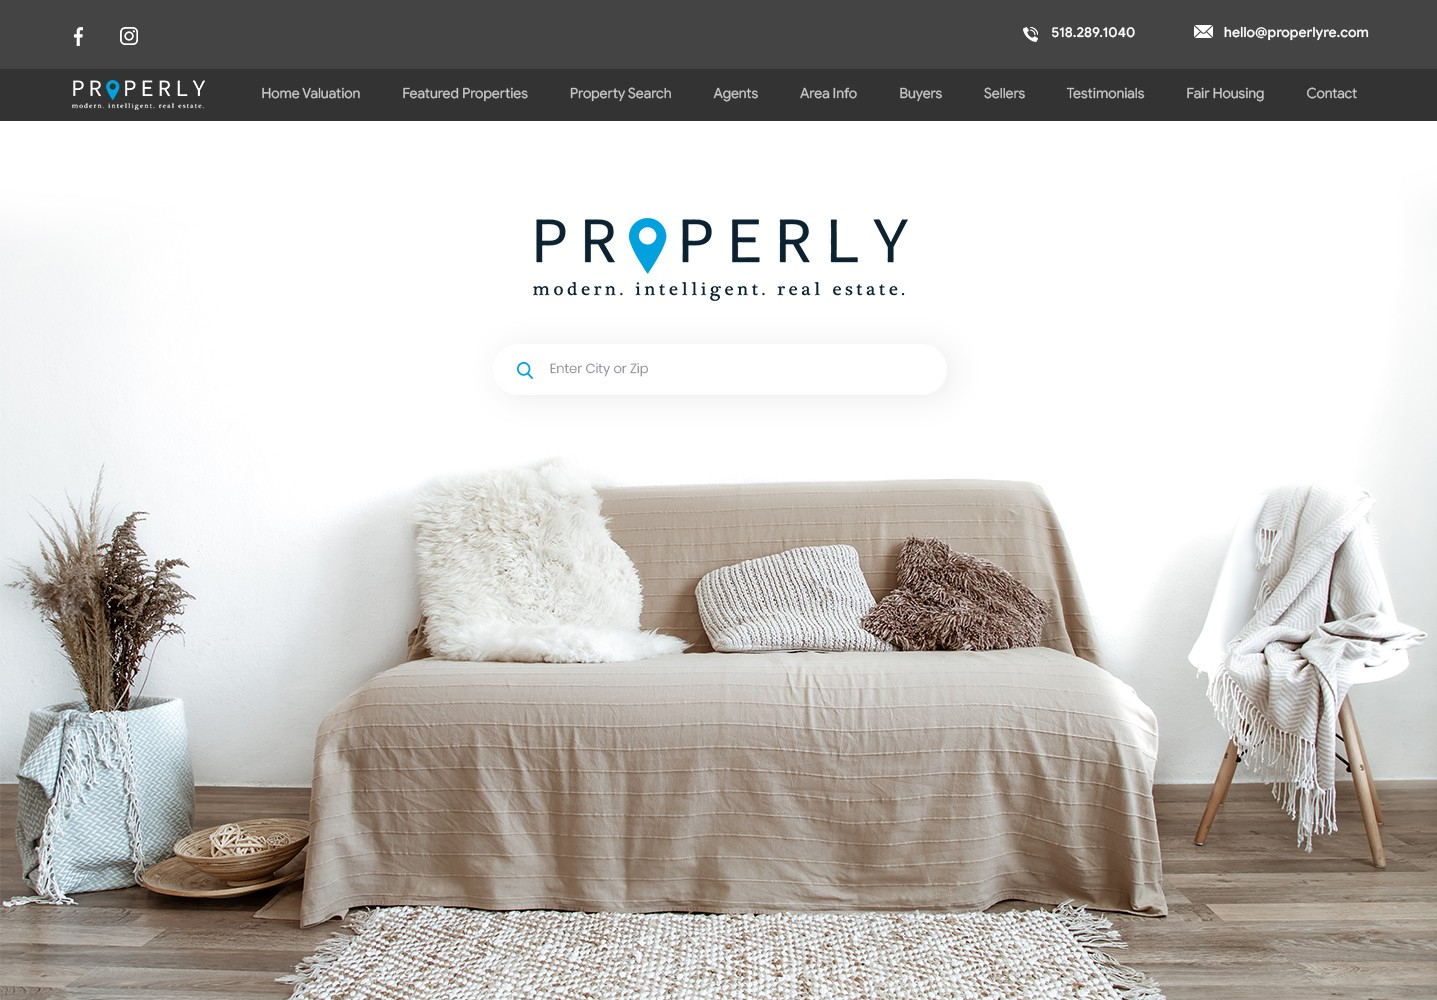 518.289.1040
hello@properlyre.com
PROPERLY
modern. intelligent. real estate.
Home Valuation
Featured Properties
Property Search
Agents
Area Info
Buyers
Sellers
Testimonials
Fair Housing
Contact
PROPERLY
modern. intelligent. real estate.
Enter City or Zip